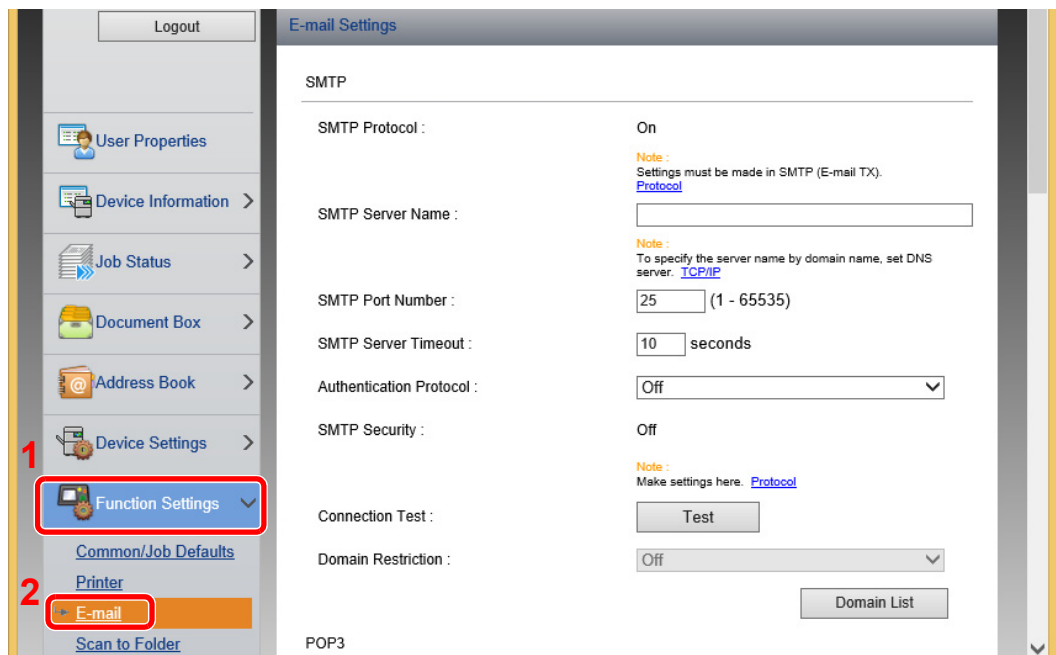 Logout
User Properties
Device Information
Job Status
Document Box
@
Address Book
Device Settings
1
Function Settings
Common/Job Defaults
Printer
2
E-mail
Scan to Folder
E-mail Settings
SMTP
SMTP Protocol :
On
Note :
Settings must be made in SMTP (E-mail TX).
Protocol
SMTP Server Name :
Note :
To specify the server name by domain name, set DNS
server. TCP/IP
SMTP Port Number :
25 (1 - 65535)
SMTP Server Timeout :
10 seconds
Authentication Protocol :
Off
SMTP Security :
Off
Note :
Make settings here. Protocol
Connection Test :
Test
Domain Restriction :
Off
Domain List
POP3